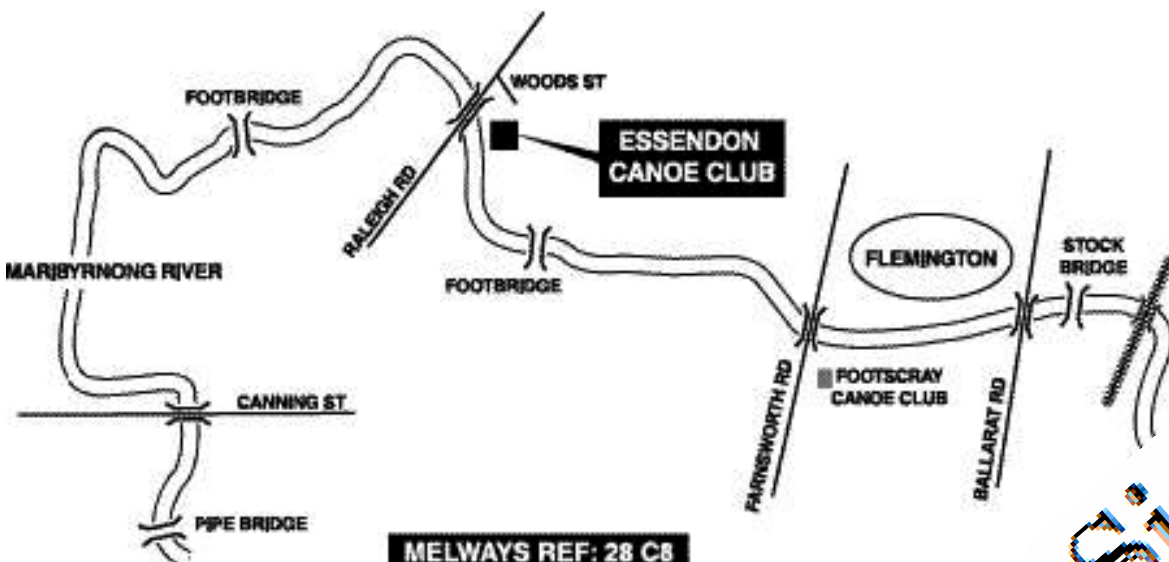 WOODS ST
FOOTBRIDGE
ESSENDON
CANOE CLUB
RALEIGH RD
MARIBYRNONG RIVER
FOOTBRIDGE
FLEMINGTON
STOCK
BRIDGE
CANNING ST
FARNSWORTH RD
FOOTSCRAY
CANOE CLUB
BALLARAT RD
PIPE BRIDGE
MELWAYS REF: 28 C8